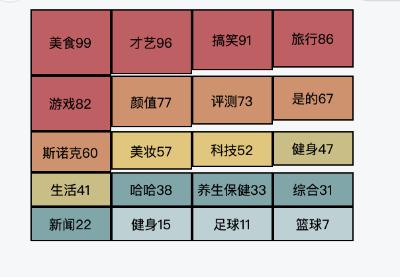 美食99
才艺96
搞笑91
旅行86
游戏82
颜值77
评测73
是的67
斯诺克60
美妆57
科技52
健身47
生活41
哈哈38
养生保健33
综合31
新闻22
健身15
足球11
篮球7